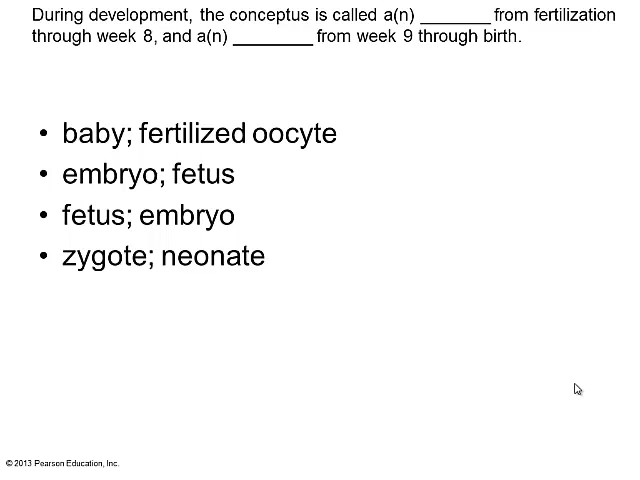 During development, the conceptus is called a(n) _______ from fertilization
through week 8, and a(n) ________ from week 9 through birth.
• baby; fertilized oocyte
• embryo; fetus
• fetus; embryo
• zygote; neonate
© 2013 Pearson Education, Inc.